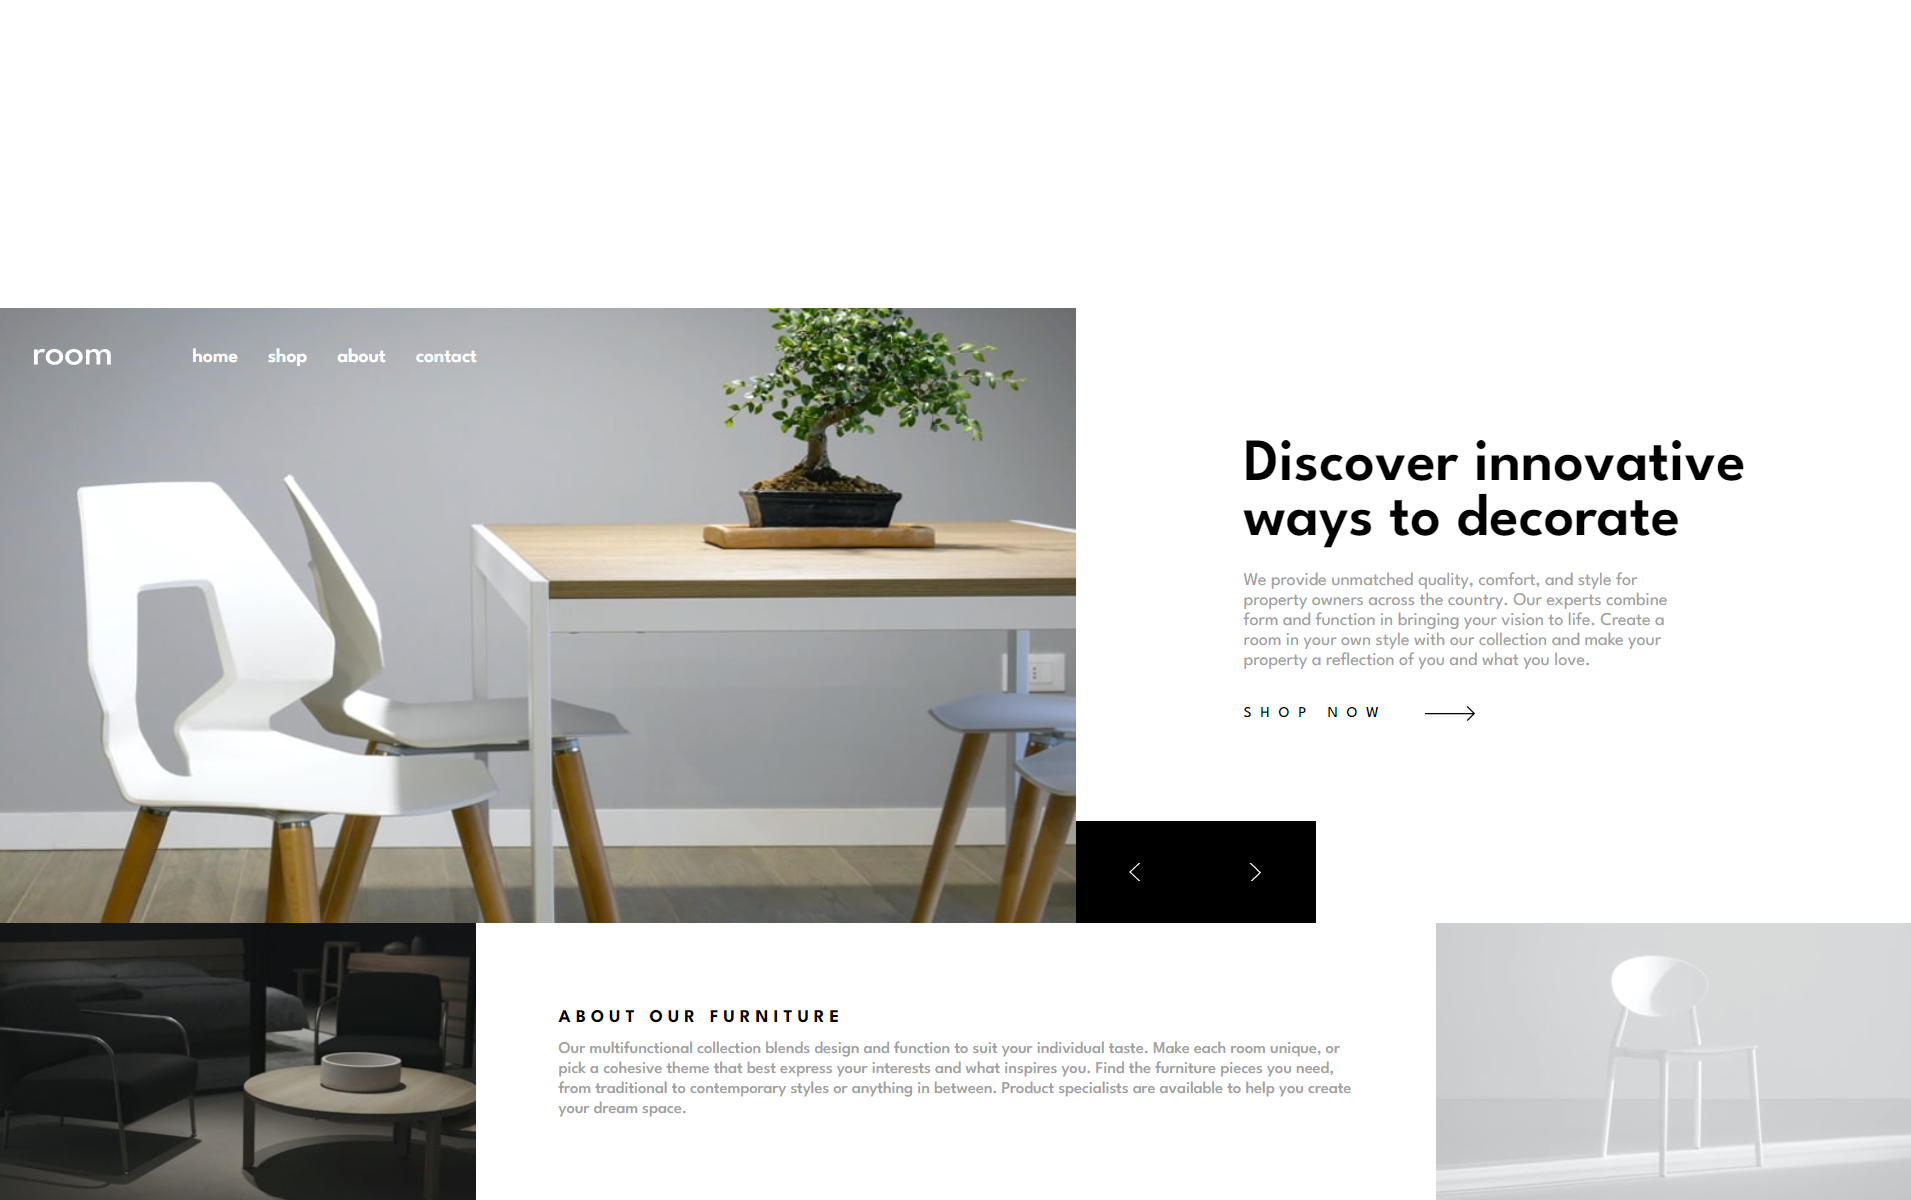 room
home shop about contact
Discover innovative
ways to decorate
We provide unmatched quality, comfort, and style for
property owners across the country. Our experts combine
form and function in bringing your vision to life. Create a
room in your own style with our collection and make your
property a reflection of you and what you love.
SHOP NOW
ABOUT OUR FURNITURE
Our multifunctional collection blends design and function to suit your individual taste. Make each room unique, or
pick a cohesive theme that best express your interests and what inspires you. Find the furniture pieces you need,
from traditional to contemporary styles or anything in between. Product specialists are available to help you create
your dream space.